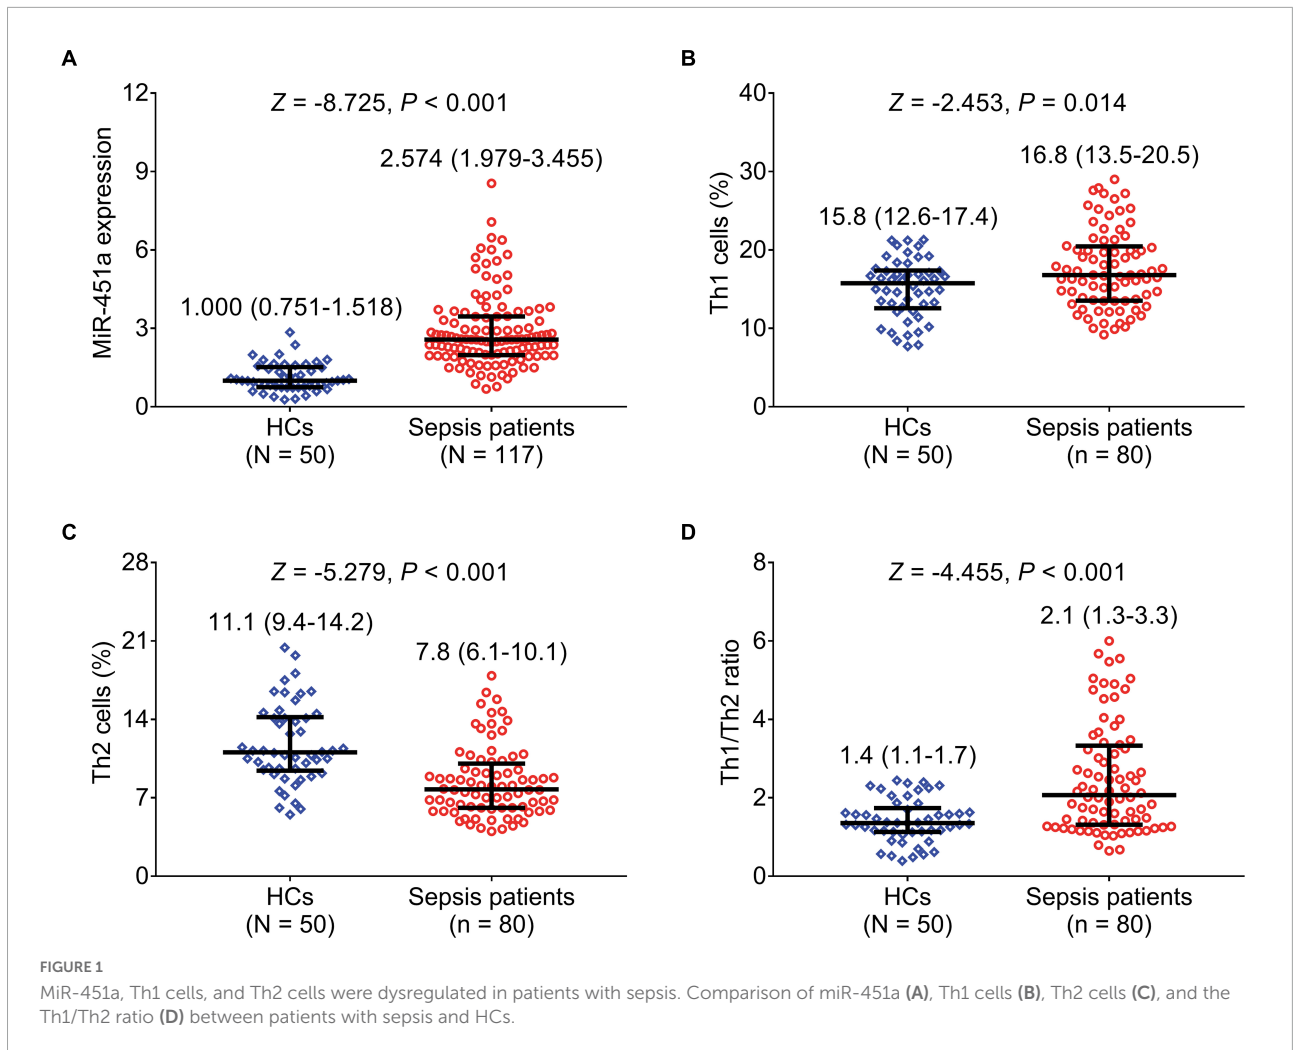 A
Z = -8.725, P < 0.001
2.574 (1.979-3.455)
1.000 (0.751-1.518)
MiR-451a expression
12
9
6
3
0
HCs
(N = 50)
Sepsis patients
(N = 117)
B
Z = -2.453, P = 0.014
16.8 (13.5-20.5)
15.8 (12.6-17.4)
Th1 cells (%)
40
30
20
10
0
HCs
(N = 50)
Sepsis patients
(n = 80)
C
Z = -5.279, P < 0.001
11.1 (9.4-14.2)
7.8 (6.1-10.1)
Th2 cells (%)
28
21
14
7
0
HCs
(N = 50)
Sepsis patients
(n = 80)
D
Z = -4.455, P < 0.001
2.1 (1.3-3.3)
1.4 (1.1-1.7)
Th1/Th2 ratio
8
6
4
2
0
HCs
(N = 50)
Sepsis patients
(n = 80)
FIGURE 1
MiR-451a, Th1 cells, and Th2 cells were dysregulated in patients with sepsis. Comparison of miR-451a (A), Th1 cells (B), Th2 cells (C), and the
Th1/Th2 ratio (D) between patients with sepsis and HCs.